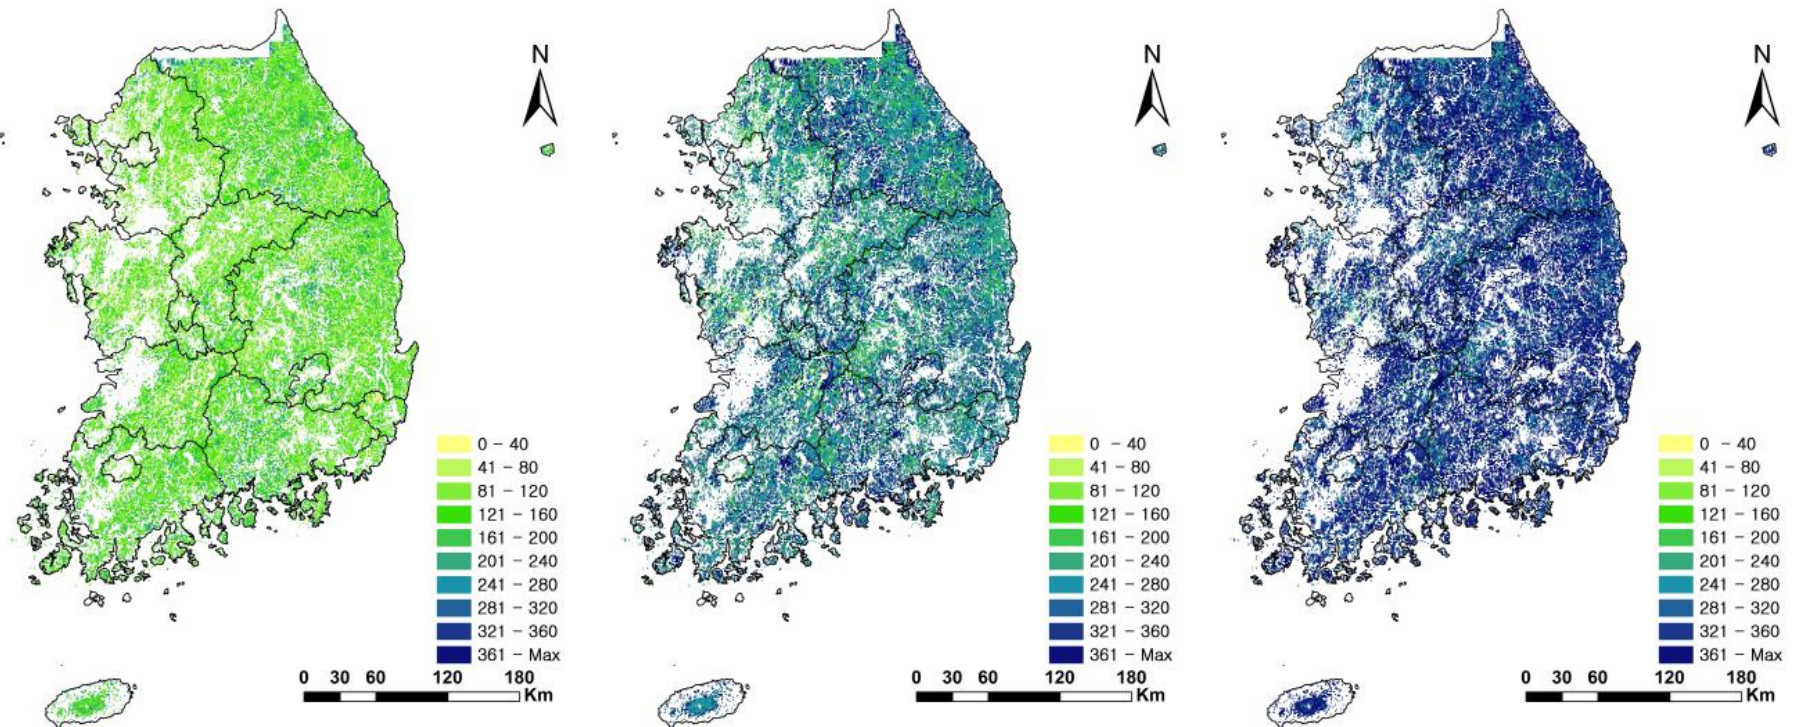 N
0 – 40
41 – 80
81 – 120
121 – 160
161 – 200
201 – 240
241 – 280
281 – 320
321 – 360
361 – Max
0 30 60 120 180
Km
N
0 – 40
41 – 80
81 – 120
121 – 160
161 – 200
201 – 240
241 – 280
281 – 320
321 – 360
361 – Max
0 30 60 120 180
Km
N
0 – 40
41 – 80
81 – 120
121 – 160
161 – 200
201 – 240
241 – 280
281 – 320
321 – 360
361 – Max
0 30 60 120 180
Km